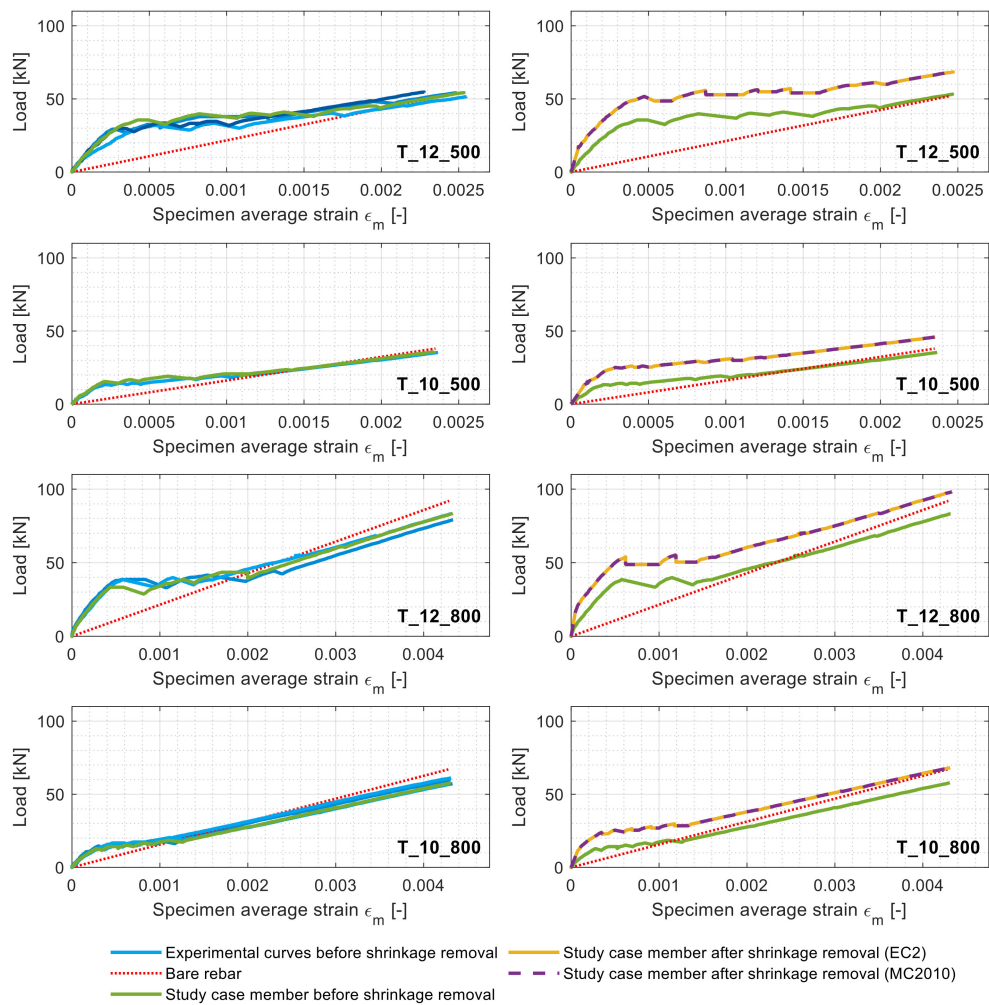 100
50
0
Load [kN]
T_12_500
0 0.0005 0.001 0.0015 0.002 0.0025
Specimen average strain ϵm [-]
100
50
0
Load [kN]
T_12_500
0 0.0005 0.001 0.0015 0.002 0.0025
Specimen average strain ϵm [-]
100
50
0
Load [kN]
T_10_500
0 0.0005 0.001 0.0015 0.002 0.0025
Specimen average strain ϵm [-]
100
50
0
Load [kN]
T_10_500
0 0.0005 0.001 0.0015 0.002 0.0025
Specimen average strain ϵm [-]
100
50
0
Load [kN]
T_12_800
0 0.001 0.002 0.003 0.004
Specimen average strain ϵm [-]
100
50
0
Load [kN]
T_12_800
0 0.001 0.002 0.003 0.004
Specimen average strain ϵm [-]
100
50
0
Load [kN]
T_10_800
0 0.001 0.002 0.003 0.004
Specimen average strain ϵm [-]
100
50
0
Load [kN]
T_10_800
0 0.001 0.002 0.003 0.004
Specimen average strain ϵm [-]
Experimental curves before shrinkage removal
Bare rebar
Study case member before shrinkage removal
Study case member after shrinkage removal (EC2)
Study case member after shrinkage removal (MC2010)